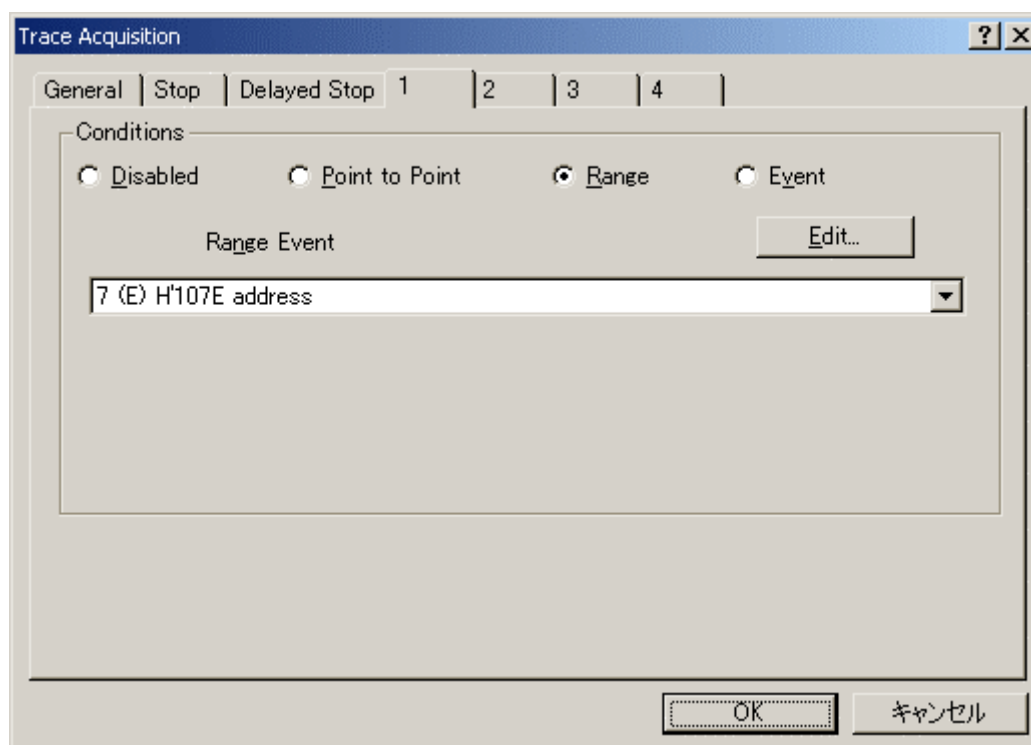 Trace Acquisition
General Stop Delayed Stop 1 2 3 4
Conditions
Disabled Point to Point Range Event
Range Event Edit...
7 (E) H'107E address
OK キャンセル